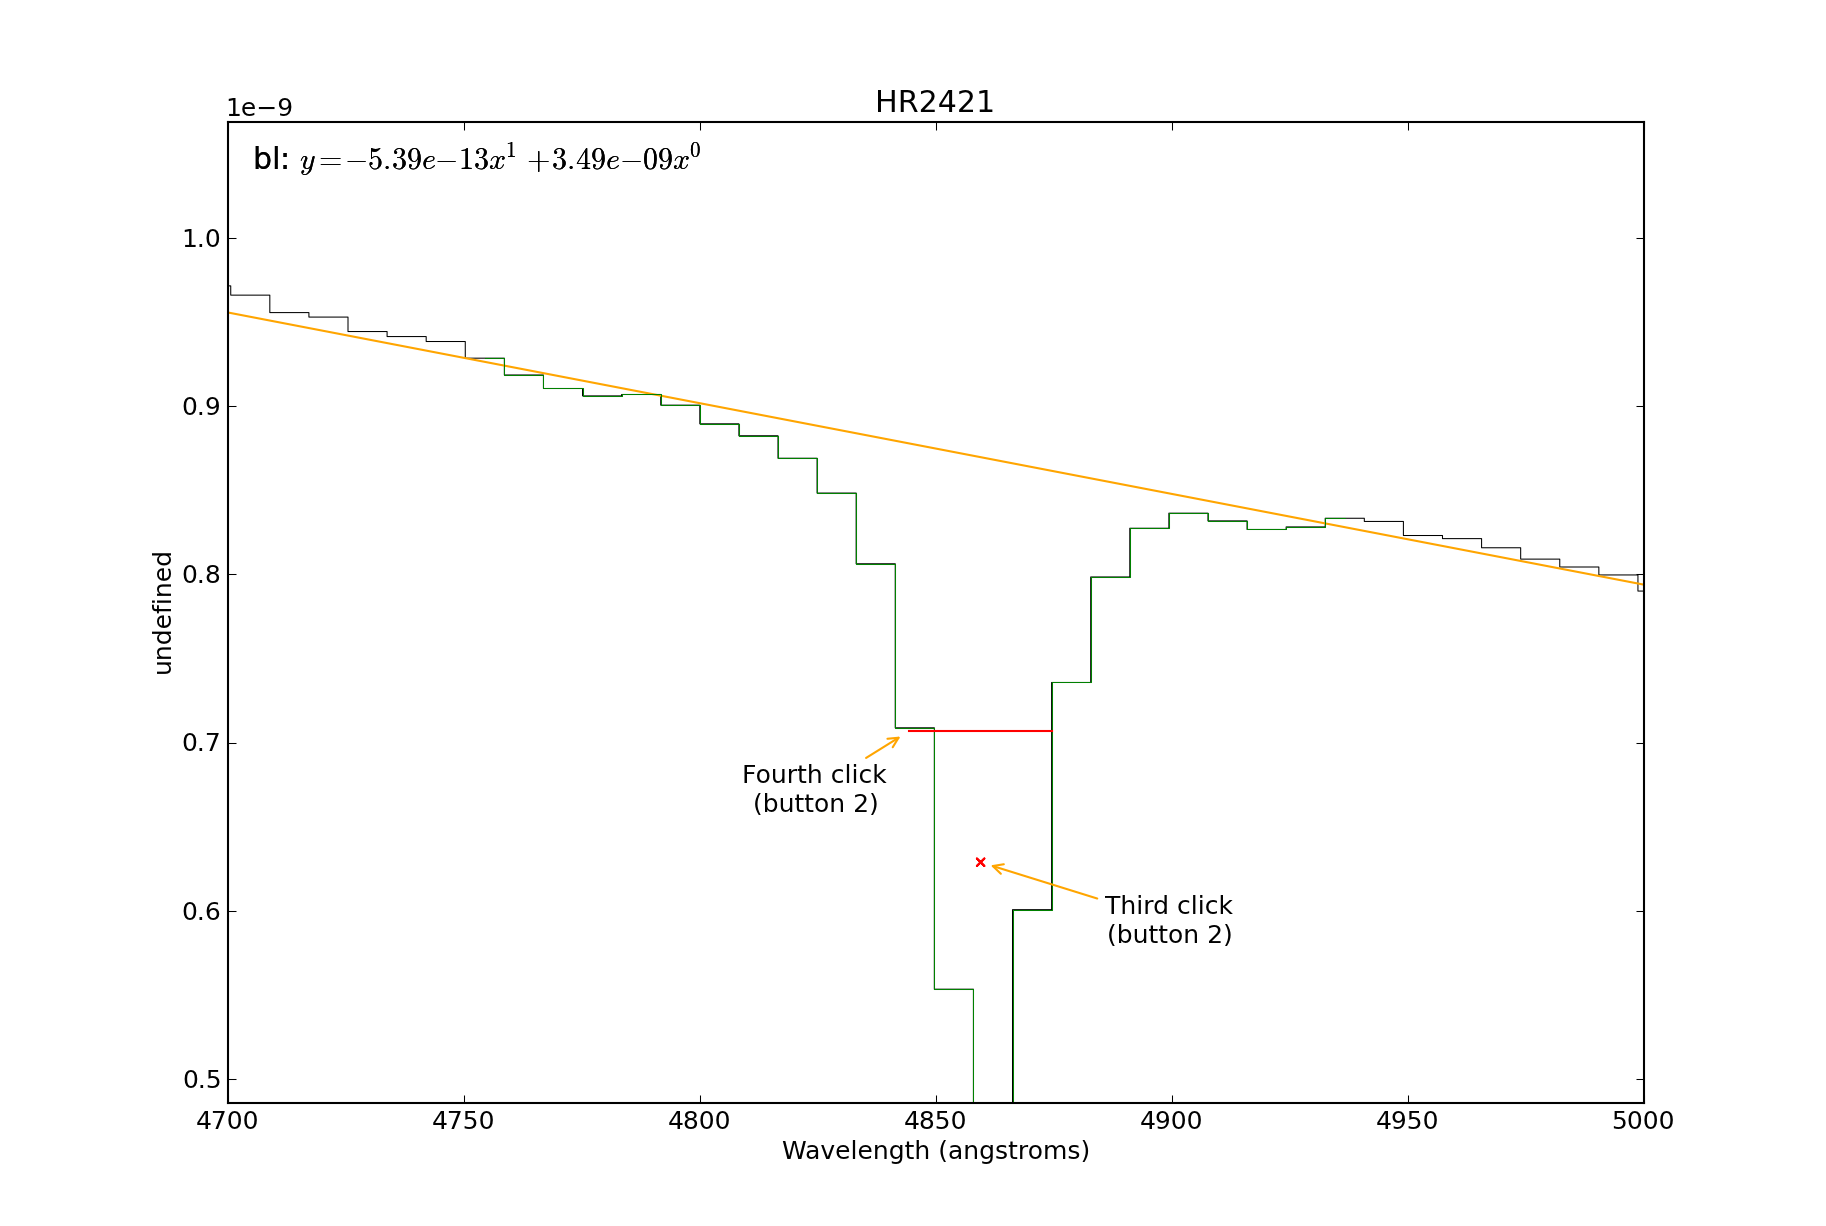 HR2421
1e−9
bl: y=−5.39e−13x¹ +3.49e−09x⁰
1.0
0.9
0.8
0.7
0.6
0.5
undefined
Fourth click
(button 2)
Third click
(button 2)
4700 4750 4800 4850 4900 4950 5000
Wavelength (angstroms)